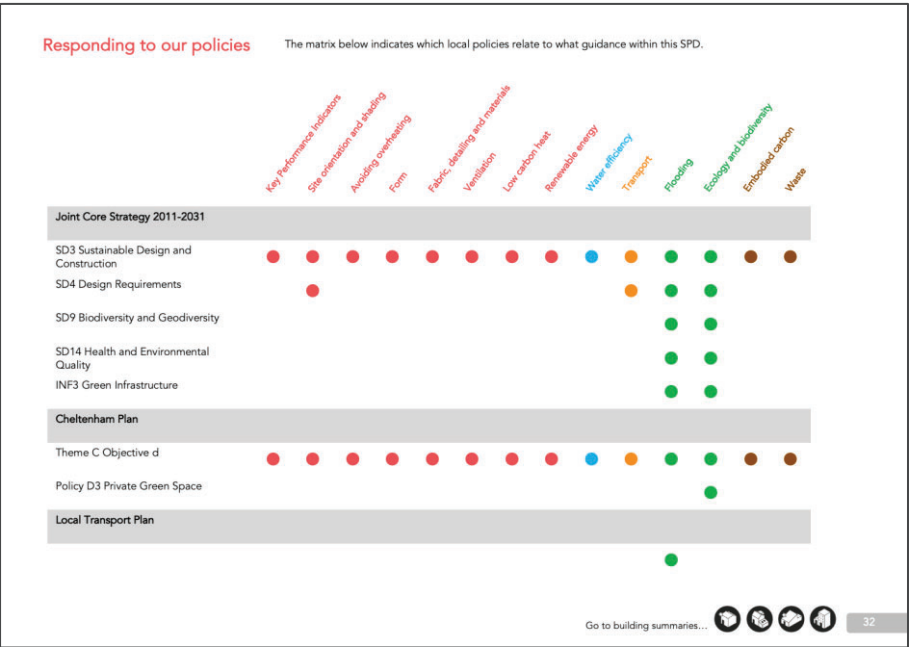 Responding to our policies
The matrix below indicates which local policies relate to what guidance within this SPD.
Key Performance Indicators
Site orientation and shading
Avoiding overheating
Form
Fabric, detailing and materials
Ventilation
Low carbon heat
Renewable energy
Water efficiency
Transport
Flooding
Ecology and biodiversity
Embodied carbon
Waste
Joint Core Strategy 2011-2031
SD3 Sustainable Design and
Construction
SD4 Design Requirements
SD9 Biodiversity and Geodiversity
SD14 Health and Environmental
Quality
INF3 Green Infrastructure
Cheltenham Plan
Theme C Objective d
Policy D3 Private Green Space
Local Transport Plan
Go to building summaries...
32